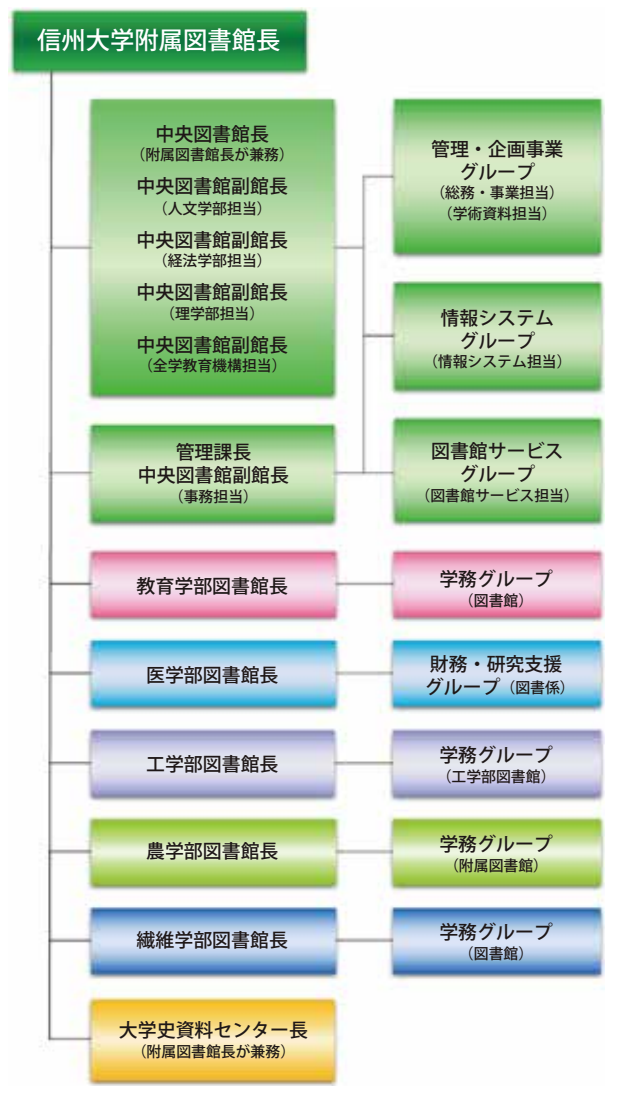 信州大学附属図書館長
中央図書館長
（附属図書館長が兼務）
中央図書館副館長
（人文学部担当）
中央図書館副館長
（経法学部担当）
中央図書館副館長
（理学部担当）
中央図書館副館長
（全学教育機構担当）
管理・企画事業
グループ
（総務・事業担当）
（学術資料担当）
情報システム
グループ
（情報システム担当）
管理課長
中央図書館副館長
（事務担当）
図書館サービス
グループ
（図書館サービス担当）
教育学部図書館長
学務グループ
（図書館）
医学部図書館長
財務・研究支援
グループ（図書係）
工学部図書館長
学務グループ
（工学部図書館）
農学部図書館長
学務グループ
（附属図書館）
繊維学部図書館長
学務グループ
（図書館）
大学史資料センター長
（附属図書館長が兼務）